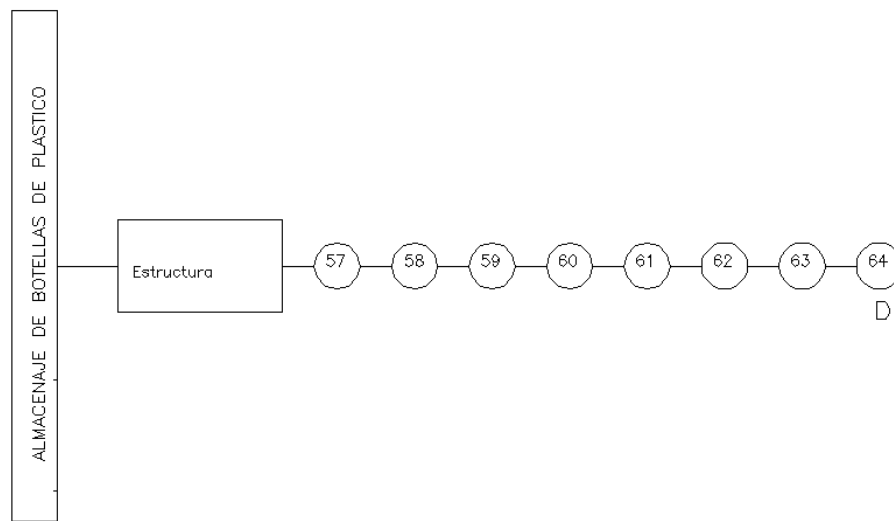 ALMACENAJE DE BOTELLAS DE PLASTICO
Estructura
57 58 59 60 61 62 63 64
D